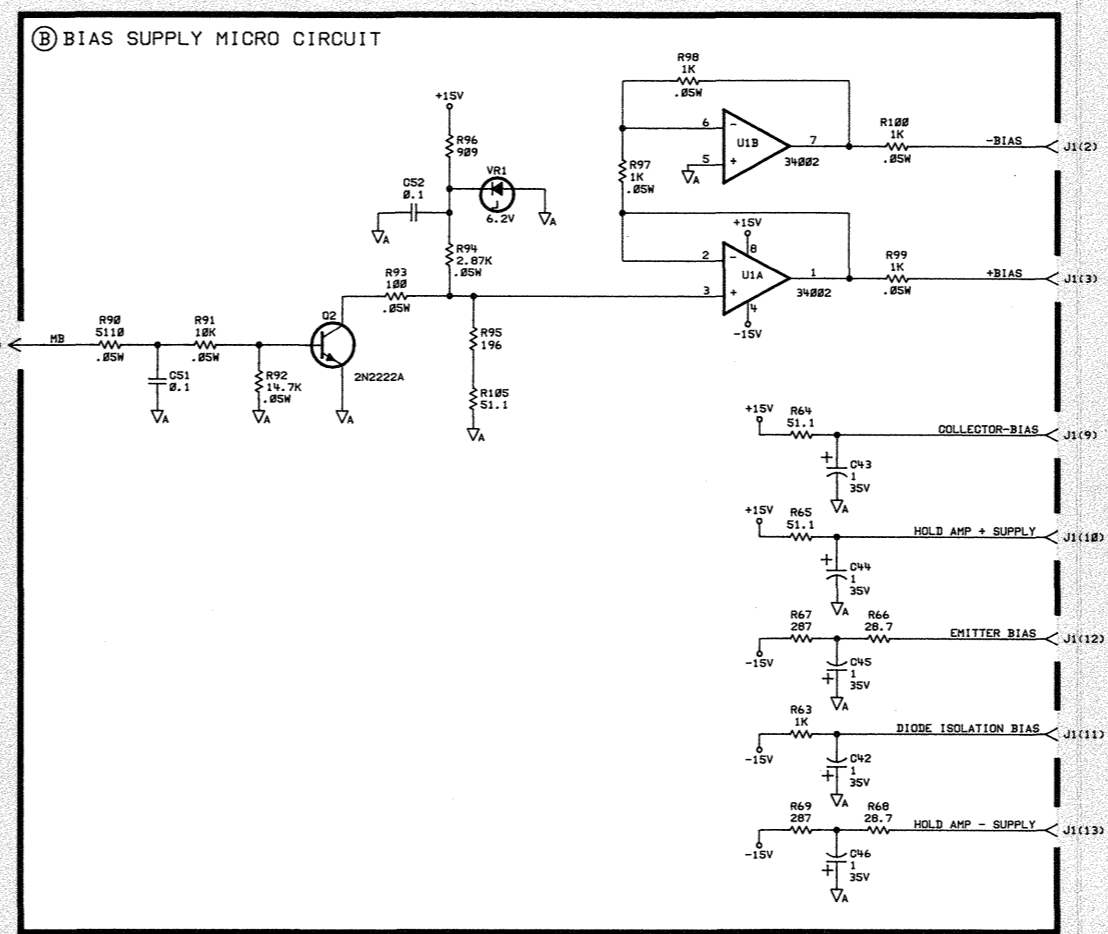 B BIAS SUPPLY MICRO CIRCUIT
R98
1K
.05W
+15V
R96
909
6
-
U1B
7
R100
1K
.05W
-BIAS
J1(2)
5
+
34002
A
R97
1K
.05W
VR1
6.2V
A
C52
0.1
A
R94
2.87K
.05W
+15V
8
2
-
U1A
1
R99
1K
.05W
+BIAS
J1(3)
R93
100
.05W
3
+
34002
4
-15V
MB
R90
5110
.05W
R91
10K
.05W
Q2
2N2222A
R95
196
C51
0.1
A
R92
14.7K
.05W
A
A
R105
51.1
A
+15V
R64
51.1
COLLECTOR-BIAS
J1(9)
+
C43
1
35V
A
+15V
R65
51.1
HOLD AMP + SUPPLY
J1(10)
+
C44
1
35V
A
R67
287
R66
28.7
EMITTER BIAS
J1(12)
-15V
+
C45
1
35V
A
R63
1K
DIODE ISOLATION BIAS
J1(11)
-15V
+
C42
1
35V
A
R69
287
R68
28.7
HOLD AMP - SUPPLY
J1(13)
-15V
+
C46
1
35V
A